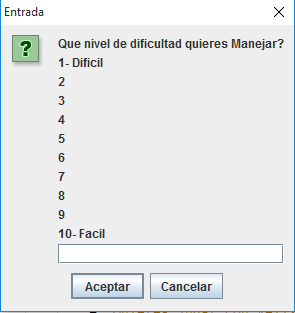 Entrada
Que nivel de dificultad quieres Manejar?
1- Dificil
2
3
4
5
6
7
8
9
10- Facil
Aceptar Cancelar